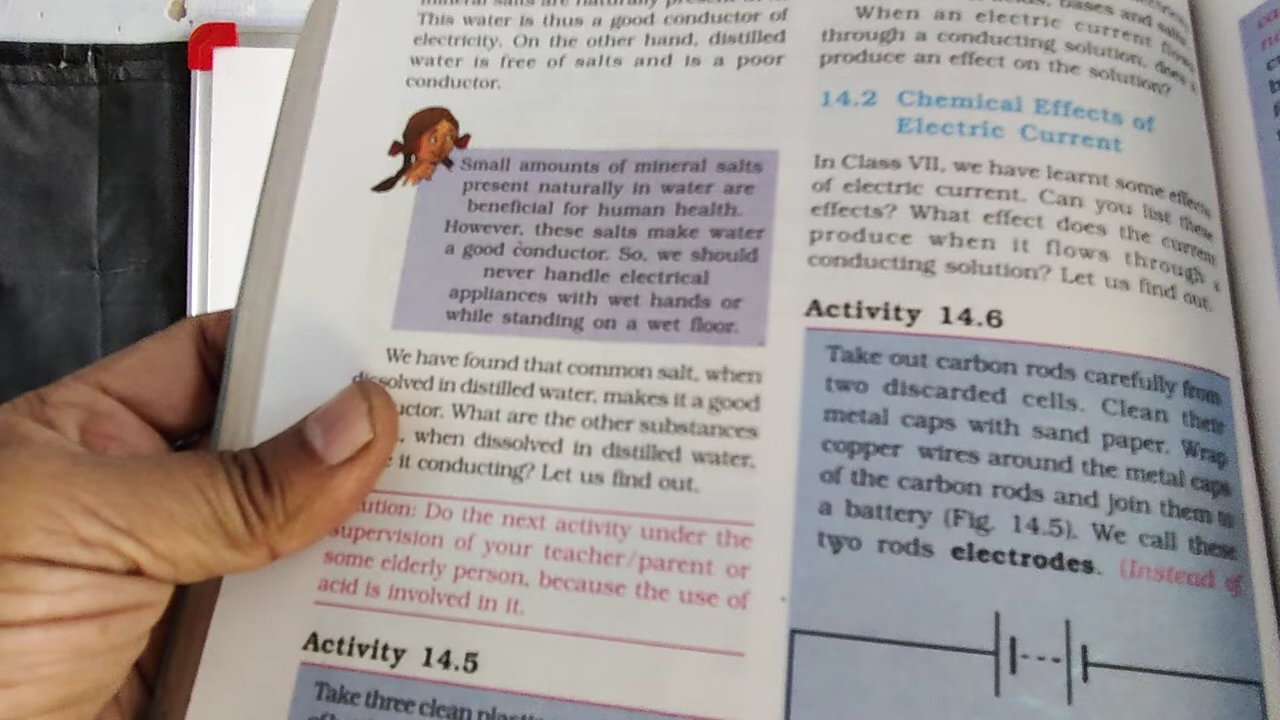 This water is thus a good conductor of
electricity. On the other hand, distilled
water is free of salts and is a poor
conductor.
Small amounts of mineral salts
present naturally in water are
beneficial for human health.
However, these salts make water
a good conductor. So, we should
never handle electrical
appliances with wet hands or
while standing on a wet floor.
We have found that common salt, when
dissolved in distilled water, makes it a good
uctor. What are the other substances
, when dissolved in distilled water,
it conducting? Let us find out.
ution: Do the next activity under the
supervision of your teacher/parent or
some elderly person, because the use of
acid is involved in it.
Activity 14.5
Take three clean
bases and
When an electric current
through a conducting solution, does
produce an effect on the solution?
14.2 Chemical Effects of
Electric Current
In Class VII, we have learnt some effects
of electric current. Can you list these
effects? What effect does the current
produce when it flows through a
conducting solution? Let us find out.
Activity 14.6
Take out carbon rods carefully from
two discarded cells. Clean their
metal caps with sand paper. Wrap
copper wires around the metal caps
of the carbon rods and join them to
a battery (Fig. 14.5). We call these
two rods electrodes. (Instead of